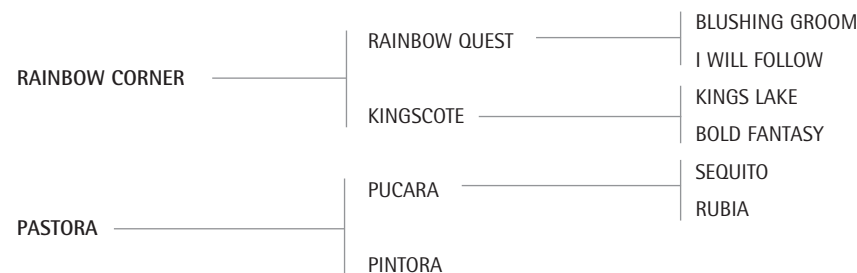 BLUSHING GROOM
RAINBOW QUEST
I WILL FOLLOW
RAINBOW CORNER
KINGS LAKE
KINGSCOTE
BOLD FANTASY
SEQUITO
PUCARA
RUBIA
PASTORA
PINTORA